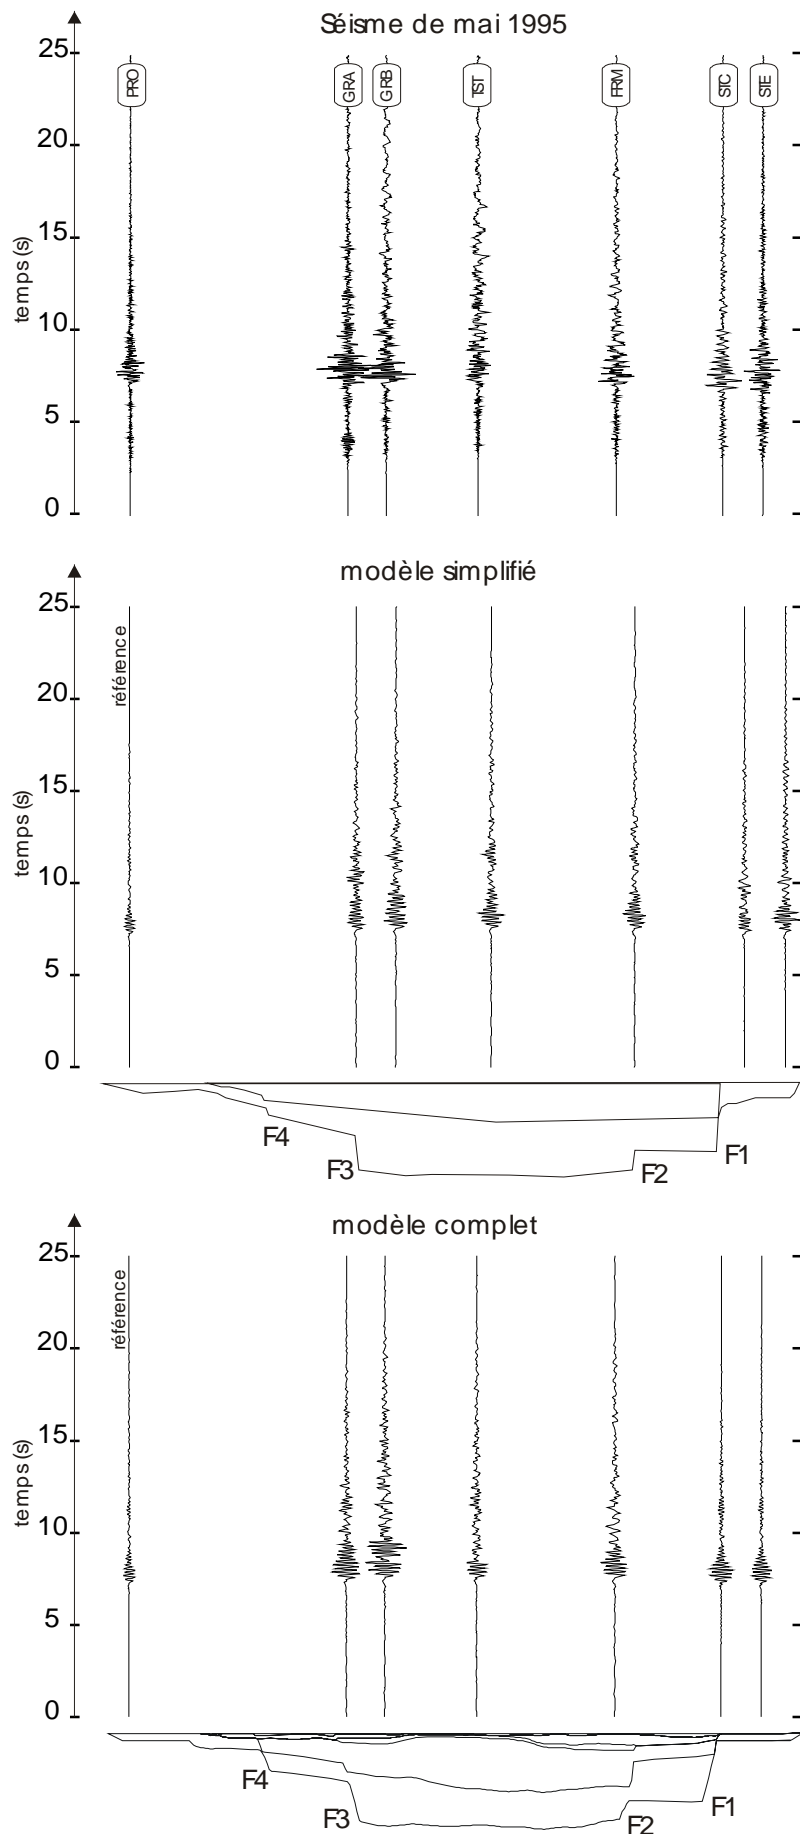 Séisme de mai 1995
25
PRO GRA GRB TST FRM STC STE
20
15
temps (s)
10
5
0
modèle simplifié
25
référence
20
15
temps (s)
10
5
0
F4
F3
F2
F1
modèle complet
25
référence
20
15
temps (s)
10
5
0
F4
F3
F2
F1